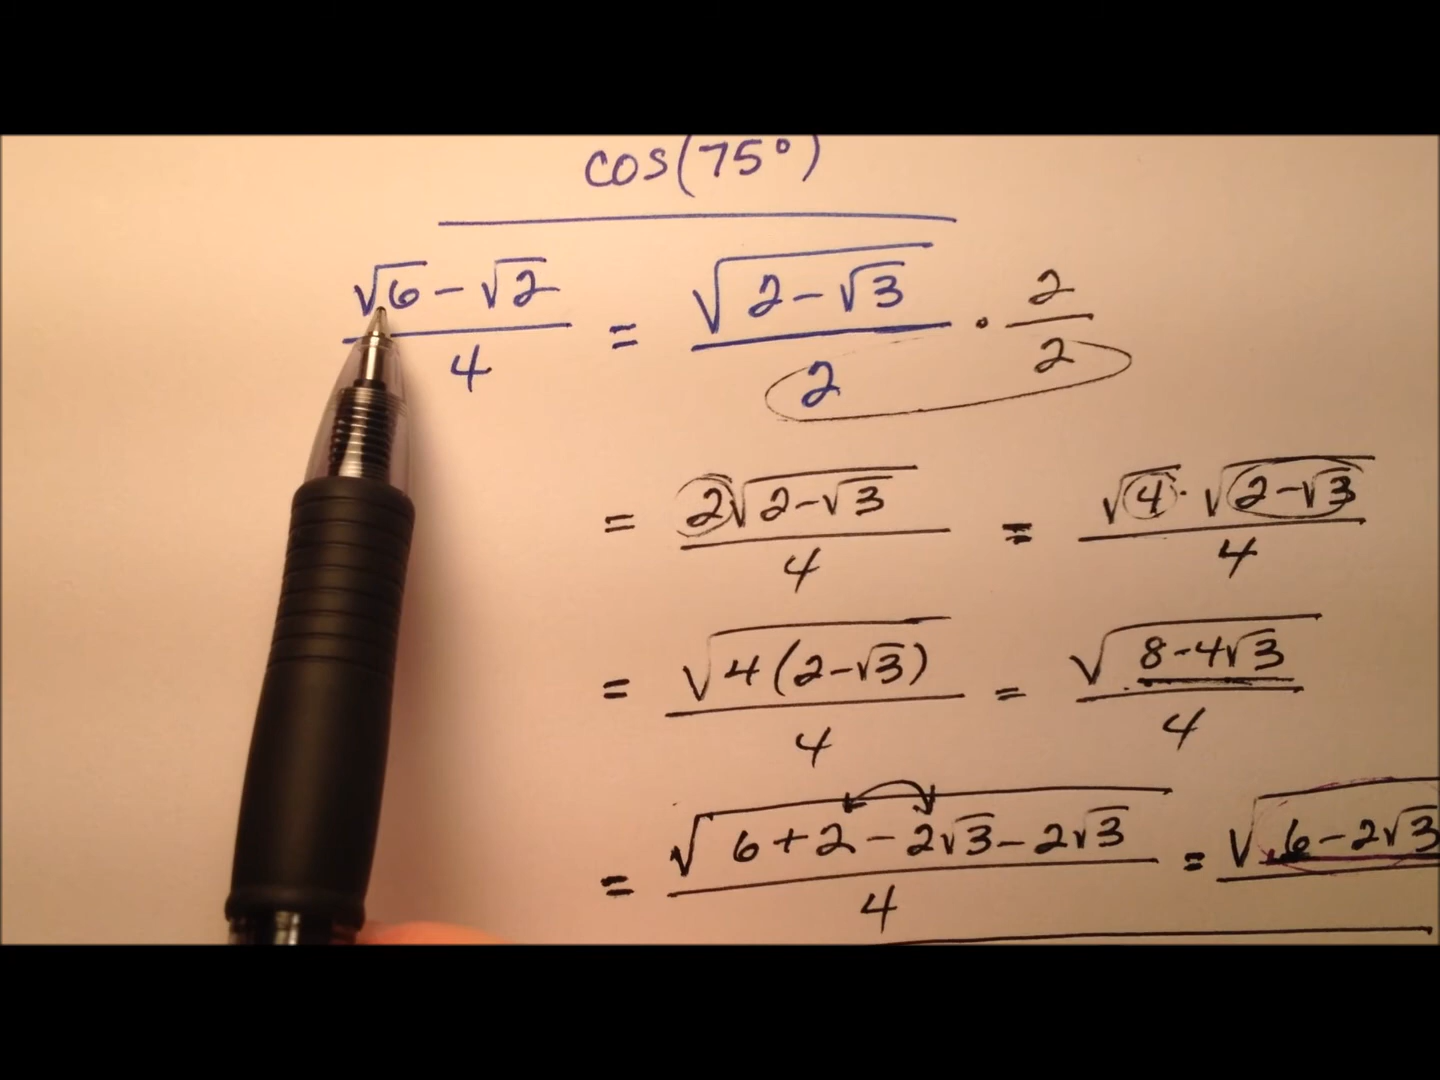 cos(75°)
(√6 - √2)/4 = √(2 - √3)/2 · 2/2
= 2√(2 - √3)/4 = √4 · √(2 - √3)/4
= √(4(2 - √3))/4 = √(8 - 4√3)/4
= √(6 + 2 - 2√3 - 2√3)/4 = √(6 - 2√3